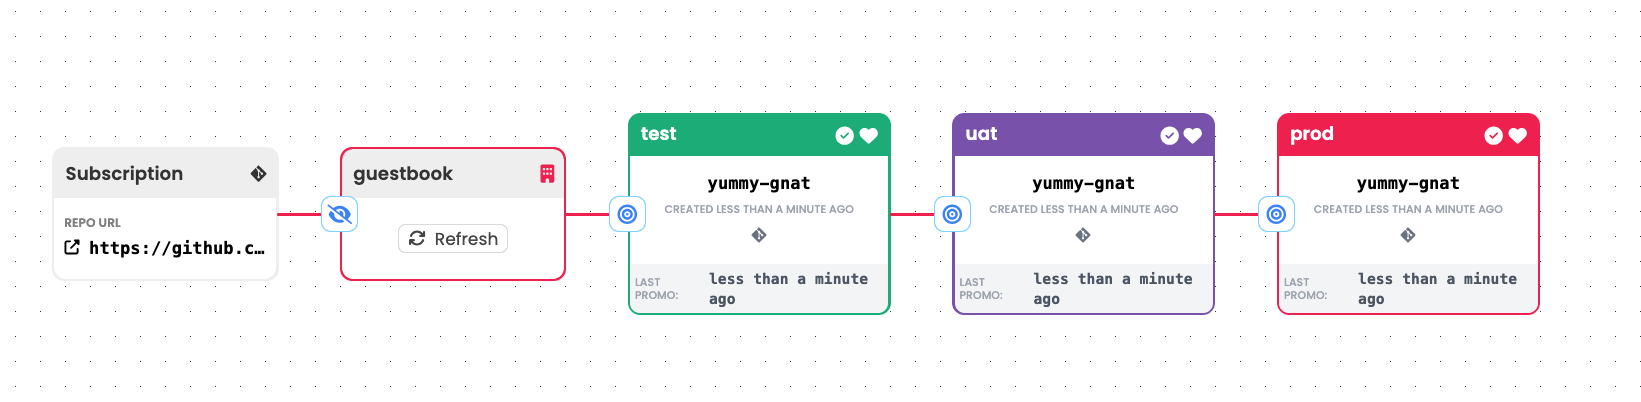 Subscription
REPO URL
https://github.c…
guestbook
Refresh
test
yummy-gnat
CREATED LESS THAN A MINUTE AGO
LAST
PROMO:
less than a minute
ago
uat
yummy-gnat
CREATED LESS THAN A MINUTE AGO
LAST
PROMO:
less than a minute
ago
prod
yummy-gnat
CREATED LESS THAN A MINUTE AGO
LAST
PROMO:
less than a minute
ago